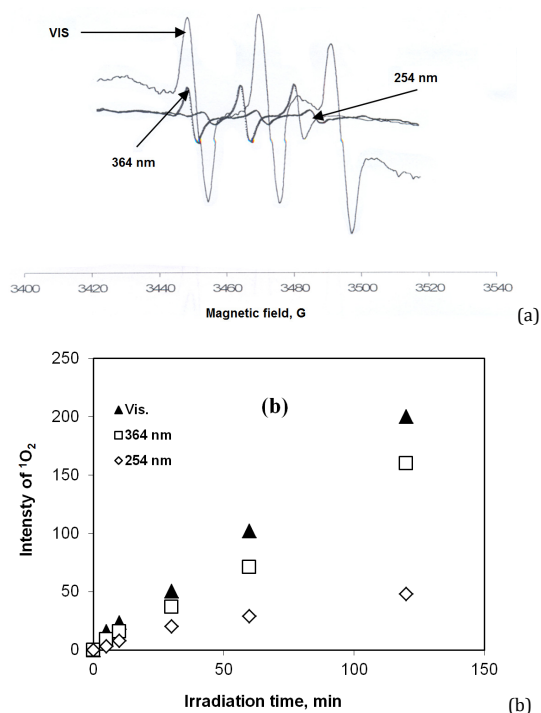 VIS
254 nm
364 nm
3400 3420 3440 3460 3480 3500 3520 3540
Magnetic field, G
(a)
250
200
150
100
50
0
(b)
Vis.
364 nm
254 nm
Intensty of ¹O₂
0 50 100 150
Irradiation time, min
(b)